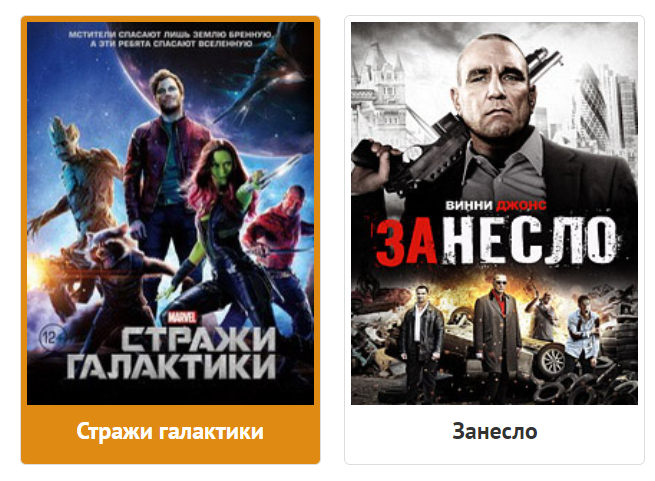 МСТИТЕЛИ СПАСАЮТ ЛИШЬ ЗЕМЛЮ БРЕННУЮ,
А ЭТИ РЕБЯТА СПАСАЮТ ВСЕЛЕННУЮ
MARVEL
12+
СТРАЖИ
ГАЛАКТИКИ
Стражи галактики
ВИННИ ДЖОНС
ЗАНЕСЛО
Занесло